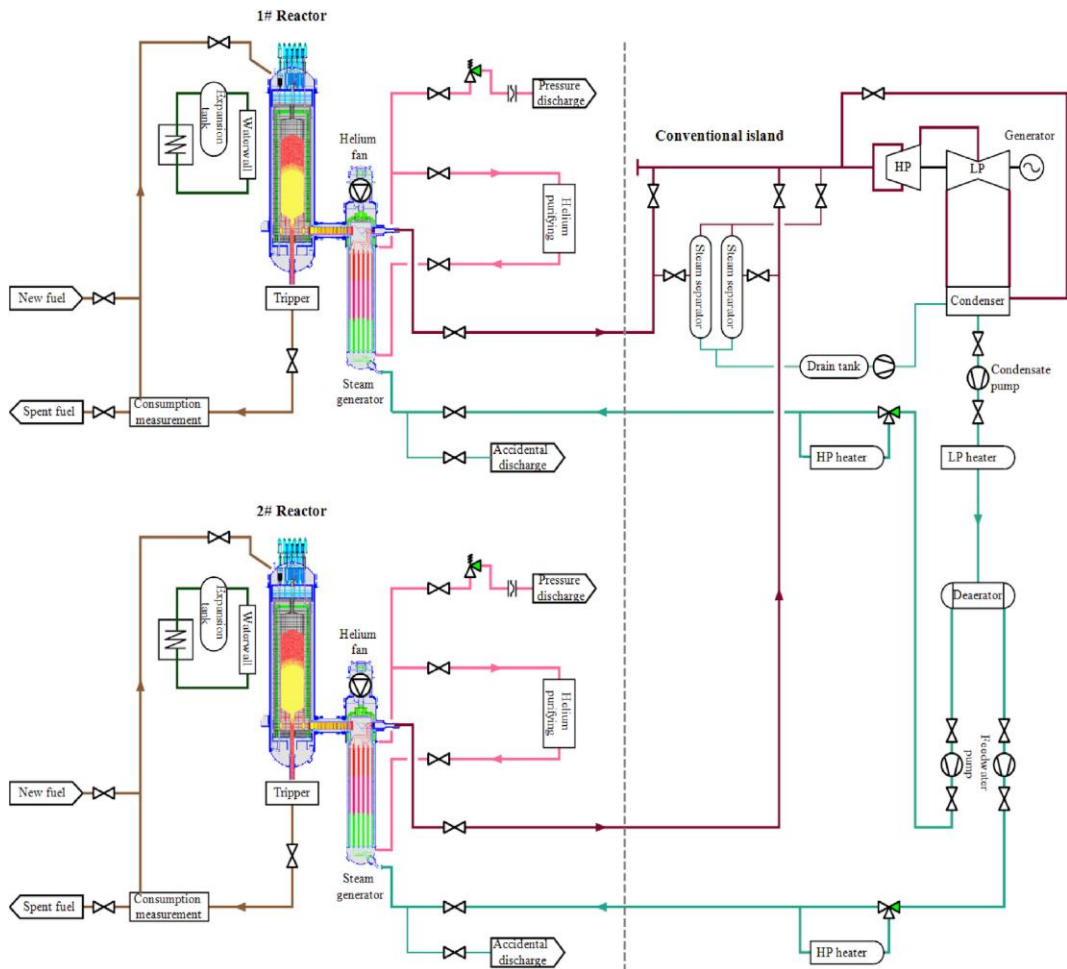 1# Reactor
Expansion
tank
Waterwall
Helium
fan
Pressure
discharge
Helium
purifying
New fuel
Tripper
Steam
generator
Spent fuel
Consumption
measurement
Accidental
discharge
Conventional island
Generator
HP
LP
Steam separator
Steam separator
Condenser
Drain tank
Condensate
pump
HP heater
LP heater
2# Reactor
Expansion
tank
Waterwall
Helium
fan
Pressure
discharge
Helium
purifying
Deaerator
Feedwater
pump
New fuel
Tripper
Steam
generator
Spent fuel
Consumption
measurement
Accidental
discharge
HP heater